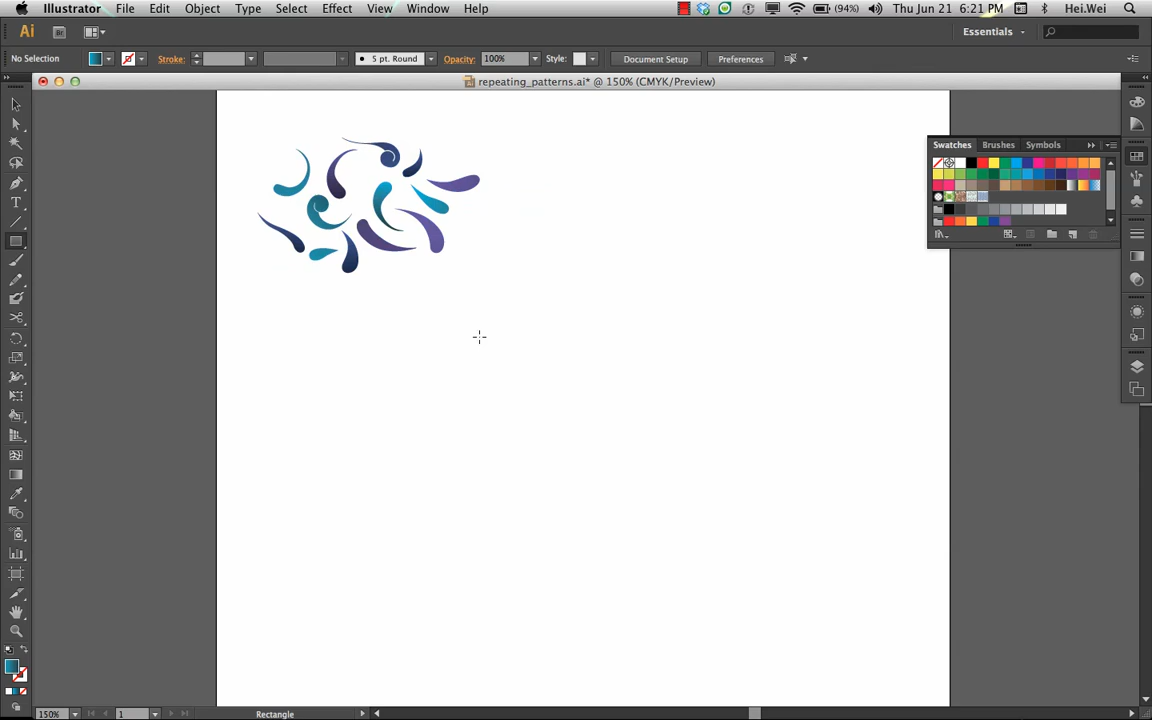 Illustrator File Edit Object Type Select Effect View Window Help (94%) Thu Jun 21 6:21 PM Hei.Wei
Ai Br Essentials
No Selection Stroke: 5 pt. Round Opacity: 100% Style: Document Setup Preferences
repeating_patterns.ai* @ 150% (CMYK/Preview)
Swatches Brushes Symbols
T
150% 1 Rectangle